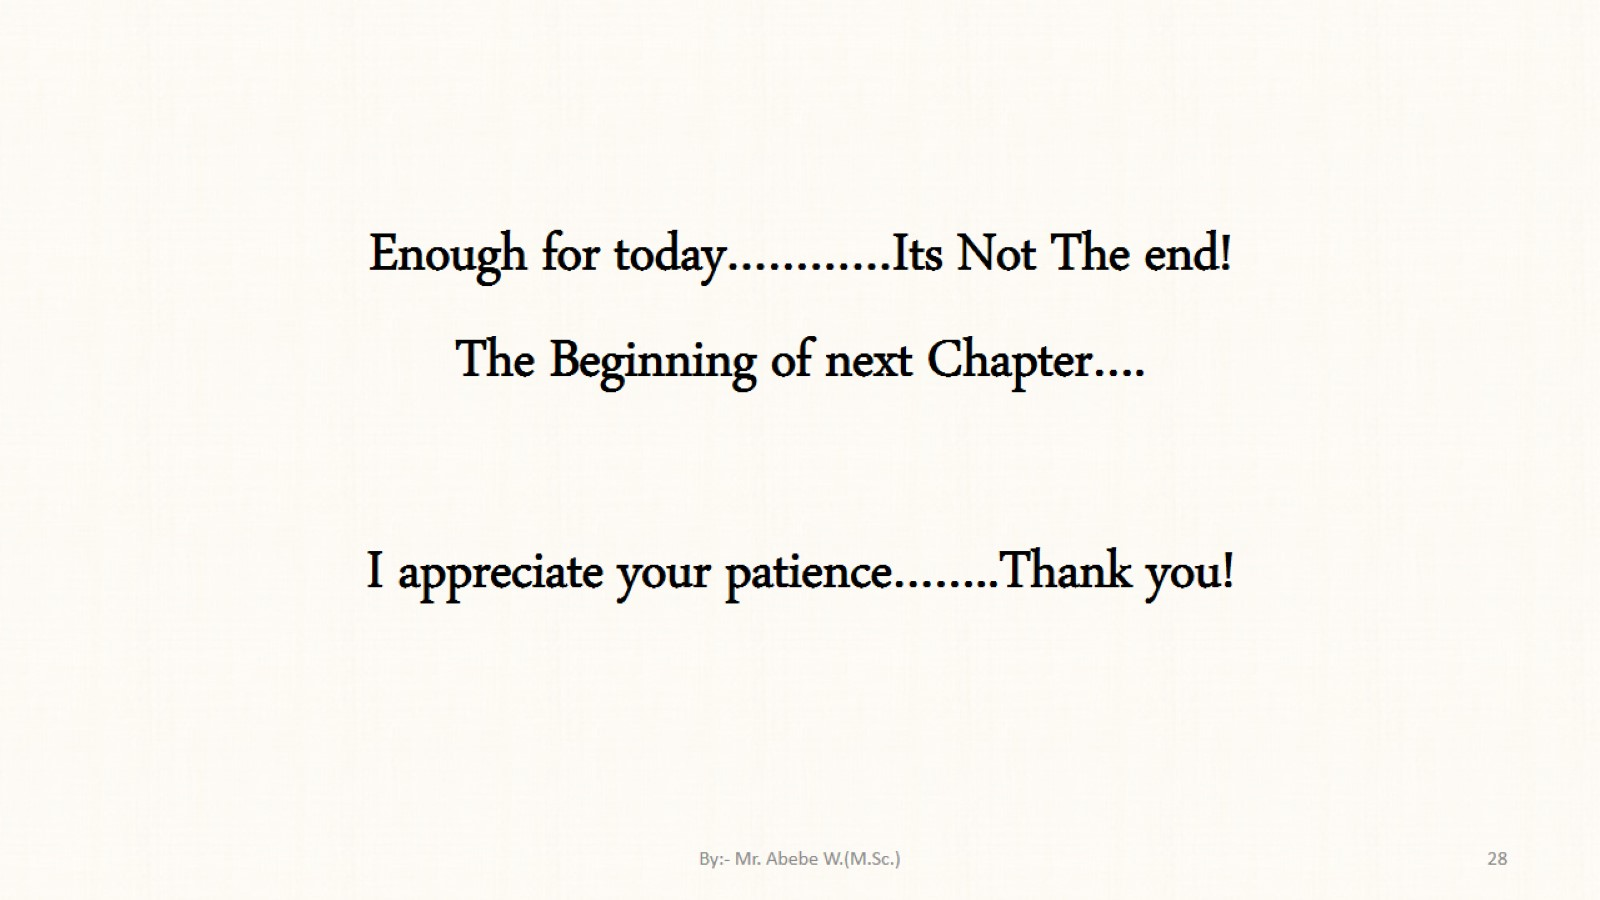 Enough for today............Its Not The end!
The Beginning of next Chapter....
I appreciate your patience........Thank you!
By:- Mr. Abebe W.(M.Sc.)
28